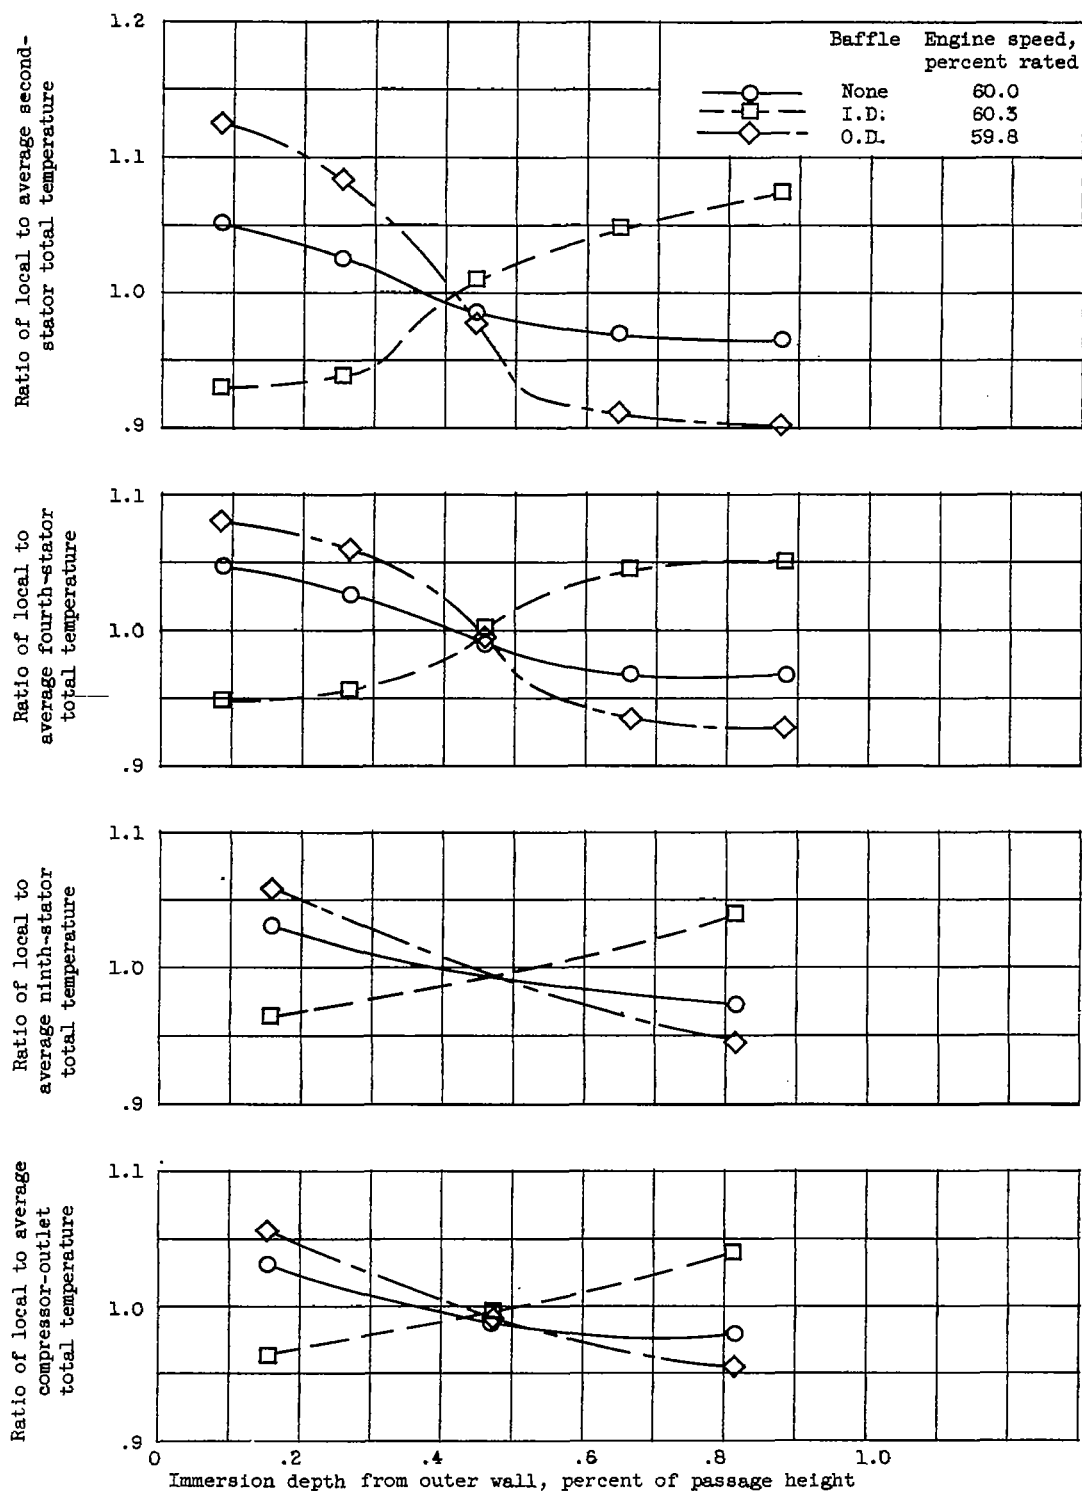 1.2
Baffle Engine speed,
percent rated
None 60.0
I.D. 60.3
O.D. 59.8
1.1
1.0
.9
Ratio of local to average second-
stator total temperature
1.1
1.0
.9
Ratio of local to
average fourth-stator
total temperature
1.1
1.0
.9
Ratio of local to
average ninth-stator
total temperature
1.1
1.0
.9
Ratio of local to average
compressor-outlet
total temperature
0 .2 .4 .6 .8 1.0
Immersion depth from outer wall, percent of passage height